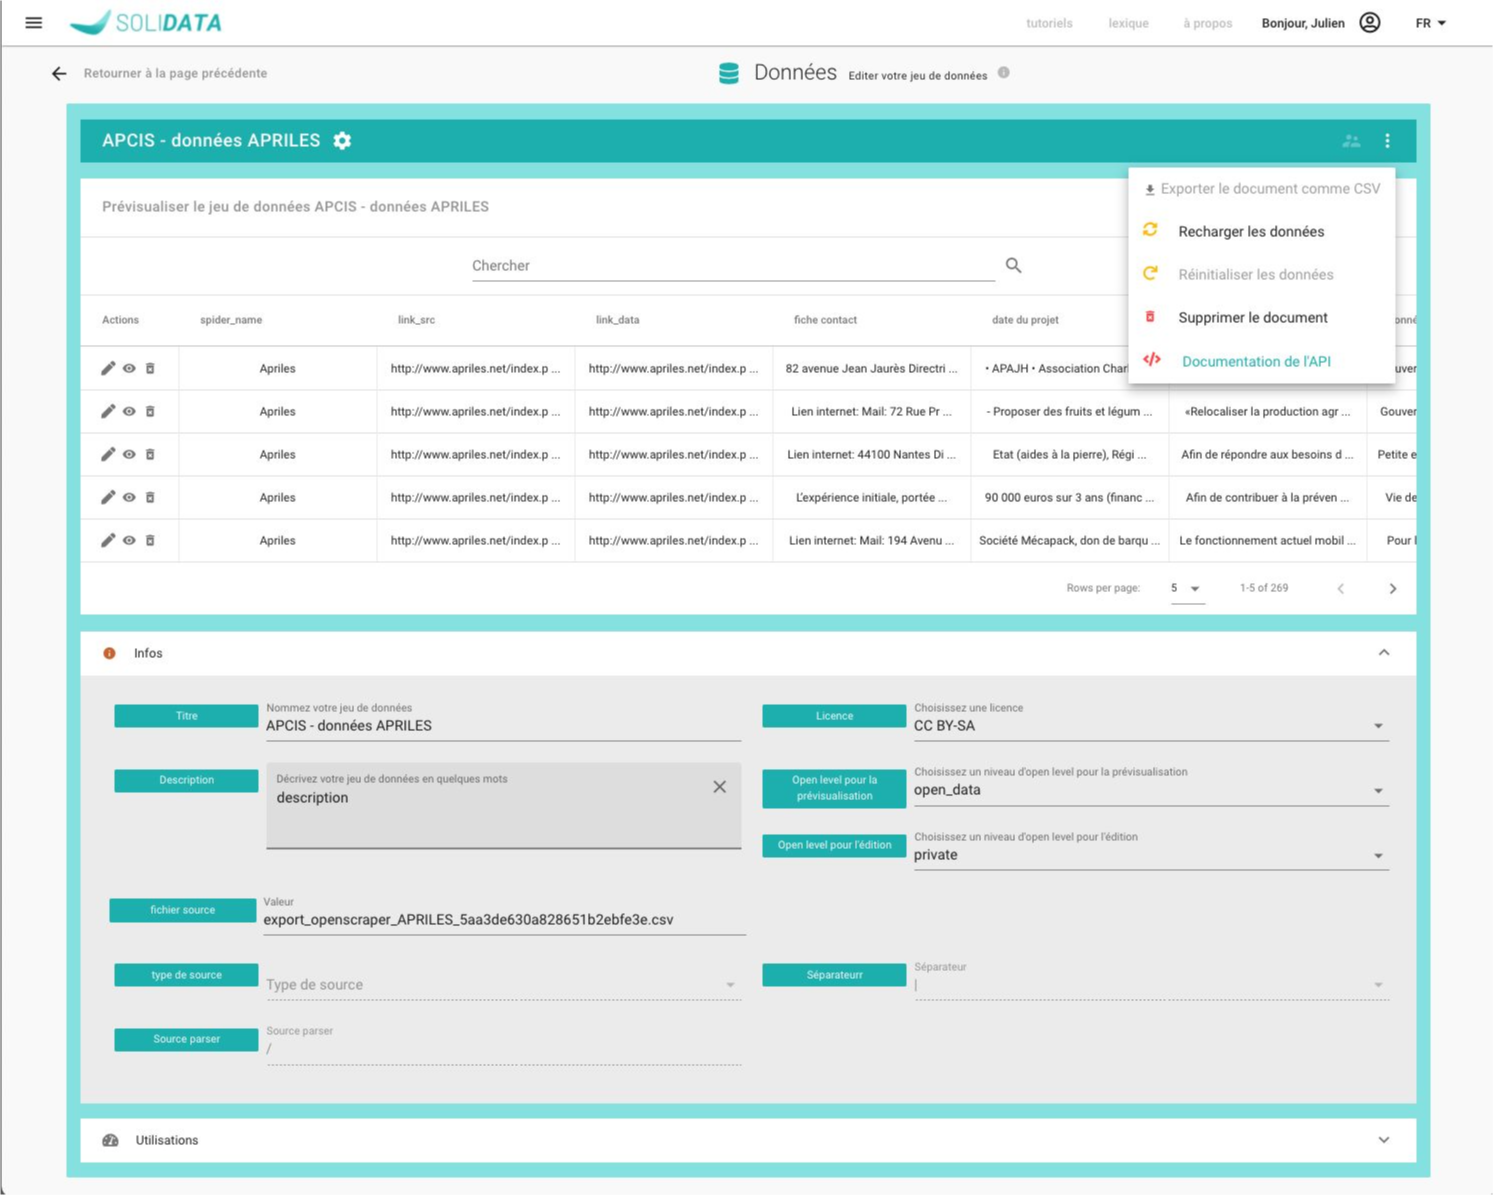 SOLIDATA
tutoriels lexique à propos Bonjour, Julien FR
Retourner à la page précédente
Données Editer votre jeu de données
APCIS - données APRILES
Exporter le document comme CSV
Recharger les données
Réinitialiser les données
Supprimer le document
Documentation de l'API
Prévisualiser le jeu de données APCIS - données APRILES
Chercher
Actions spider_name link_src link_data fiche contact date du projet onné
Apriles http://www.apriles.net/index.p ... http://www.apriles.net/index.p ... 82 avenue Jean Jaurès Directri ... • APAJH • Association Char uver
Apriles http://www.apriles.net/index.p ... http://www.apriles.net/index.p ... Lien internet: Mail: 72 Rue Pr ... - Proposer des fruits et légum ... «Relocaliser la production agr ... Gouver
Apriles http://www.apriles.net/index.p ... http://www.apriles.net/index.p ... Lien internet: 44100 Nantes Di ... Etat (aides à la pierre), Régi ... Afin de répondre aux besoins d ... Petite e
Apriles http://www.apriles.net/index.p ... http://www.apriles.net/index.p ... L'expérience initiale, portée ... 90 000 euros sur 3 ans (financ ... Afin de contribuer à la préven ... Vie de
Apriles http://www.apriles.net/index.p ... http://www.apriles.net/index.p ... Lien internet: Mail: 194 Avenu ... Société Mécapack, don de barqu ... Le fonctionnement actuel mobil ... Pour l
Rows per page: 5 1-5 of 269
Infos
Titre
Nommez votre jeu de données
APCIS - données APRILES
Licence
Choisissez une licence
CC BY-SA
Description
Décrivez votre jeu de données en quelques mots
description
Open level pour la
prévisualisation
Choisissez un niveau d'open level pour la prévisualisation
open_data
Open level pour l'édition
Choisissez un niveau d'open level pour l'édition
private
fichier source
Valeur
export_openscraper_APRILES_5aa3de630a828651b2ebfe3e.csv
type de source
Type de source
Séparateurr
Séparateur
|
Source parser
Source parser
/
Utilisations